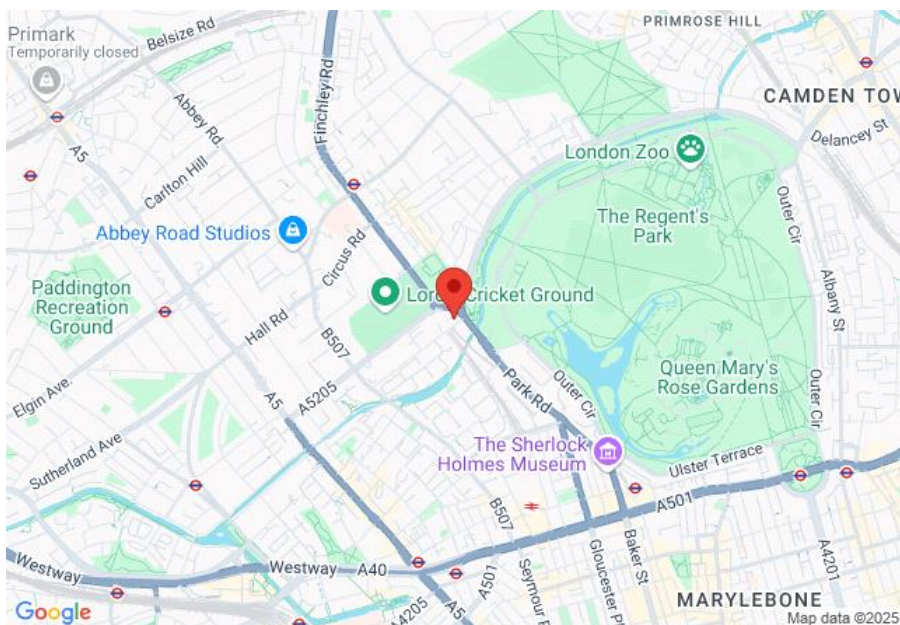 PRIMROSE HILL
Primark
Temporarily closed
Belsize Rd
Finchley Rd
CAMDEN TOW
Abbey Rd
A5
Delancey St
London Zoo
Carlton Hill
The Regent's
Park
Outer Cir
Abbey Road Studios
Circus Rd
Paddington
Recreation
Ground
Lord's Cricket Ground
Albany St
Hall Rd
B507
Queen Mary's
Rose Gardens
Elgin Ave.
A5205
A5
Park Rd
Outer Cir
Outer Cir
The Sherlock
Holmes Museum
Ulster Terrace
Sutherland Ave
A501
B507
Baker St
Westway
Westway
A40
A501
Seymour
Gloucester
A4201
A4205
A5
MARYLEBONE
Google
Map data ©2025